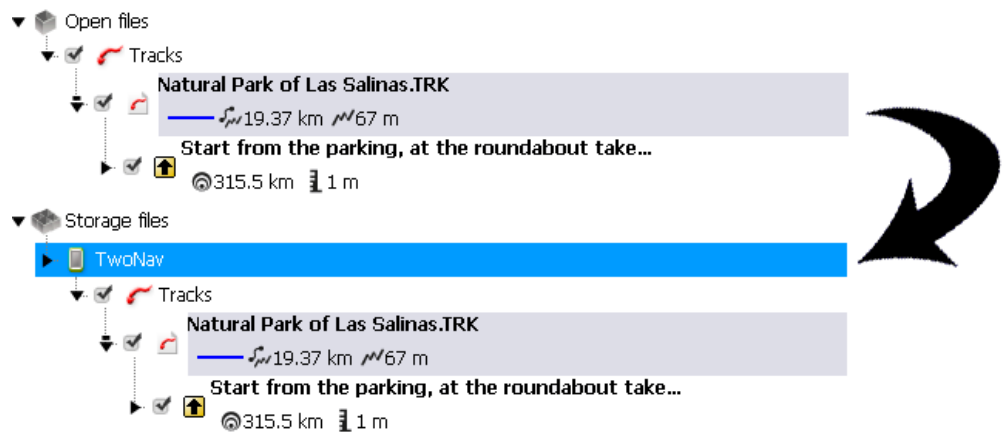 Open files
Tracks
Natural Park of Las Salinas.TRK
19.37 km 67 m
Start from the parking, at the roundabout take...
315.5 km 1 m
Storage files
TwoNav
Tracks
Natural Park of Las Salinas.TRK
19.37 km 67 m
Start from the parking, at the roundabout take...
315.5 km 1 m